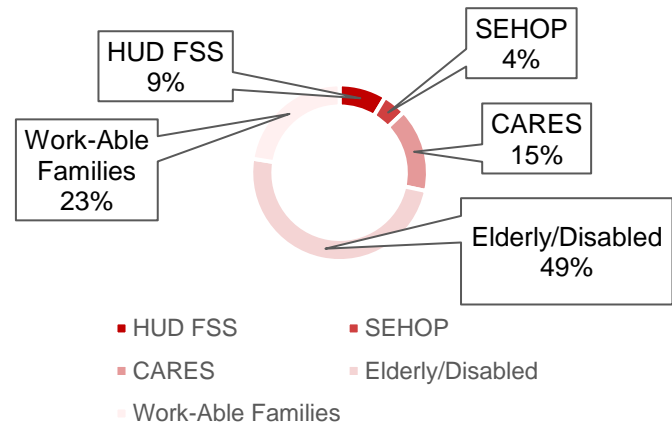 SEHOP
4%
HUD FSS
9%
CARES
15%
Work-Able
Families
23%
Elderly/Disabled
49%
HUD FSS
SEHOP
CARES
Elderly/Disabled
Work-Able Families